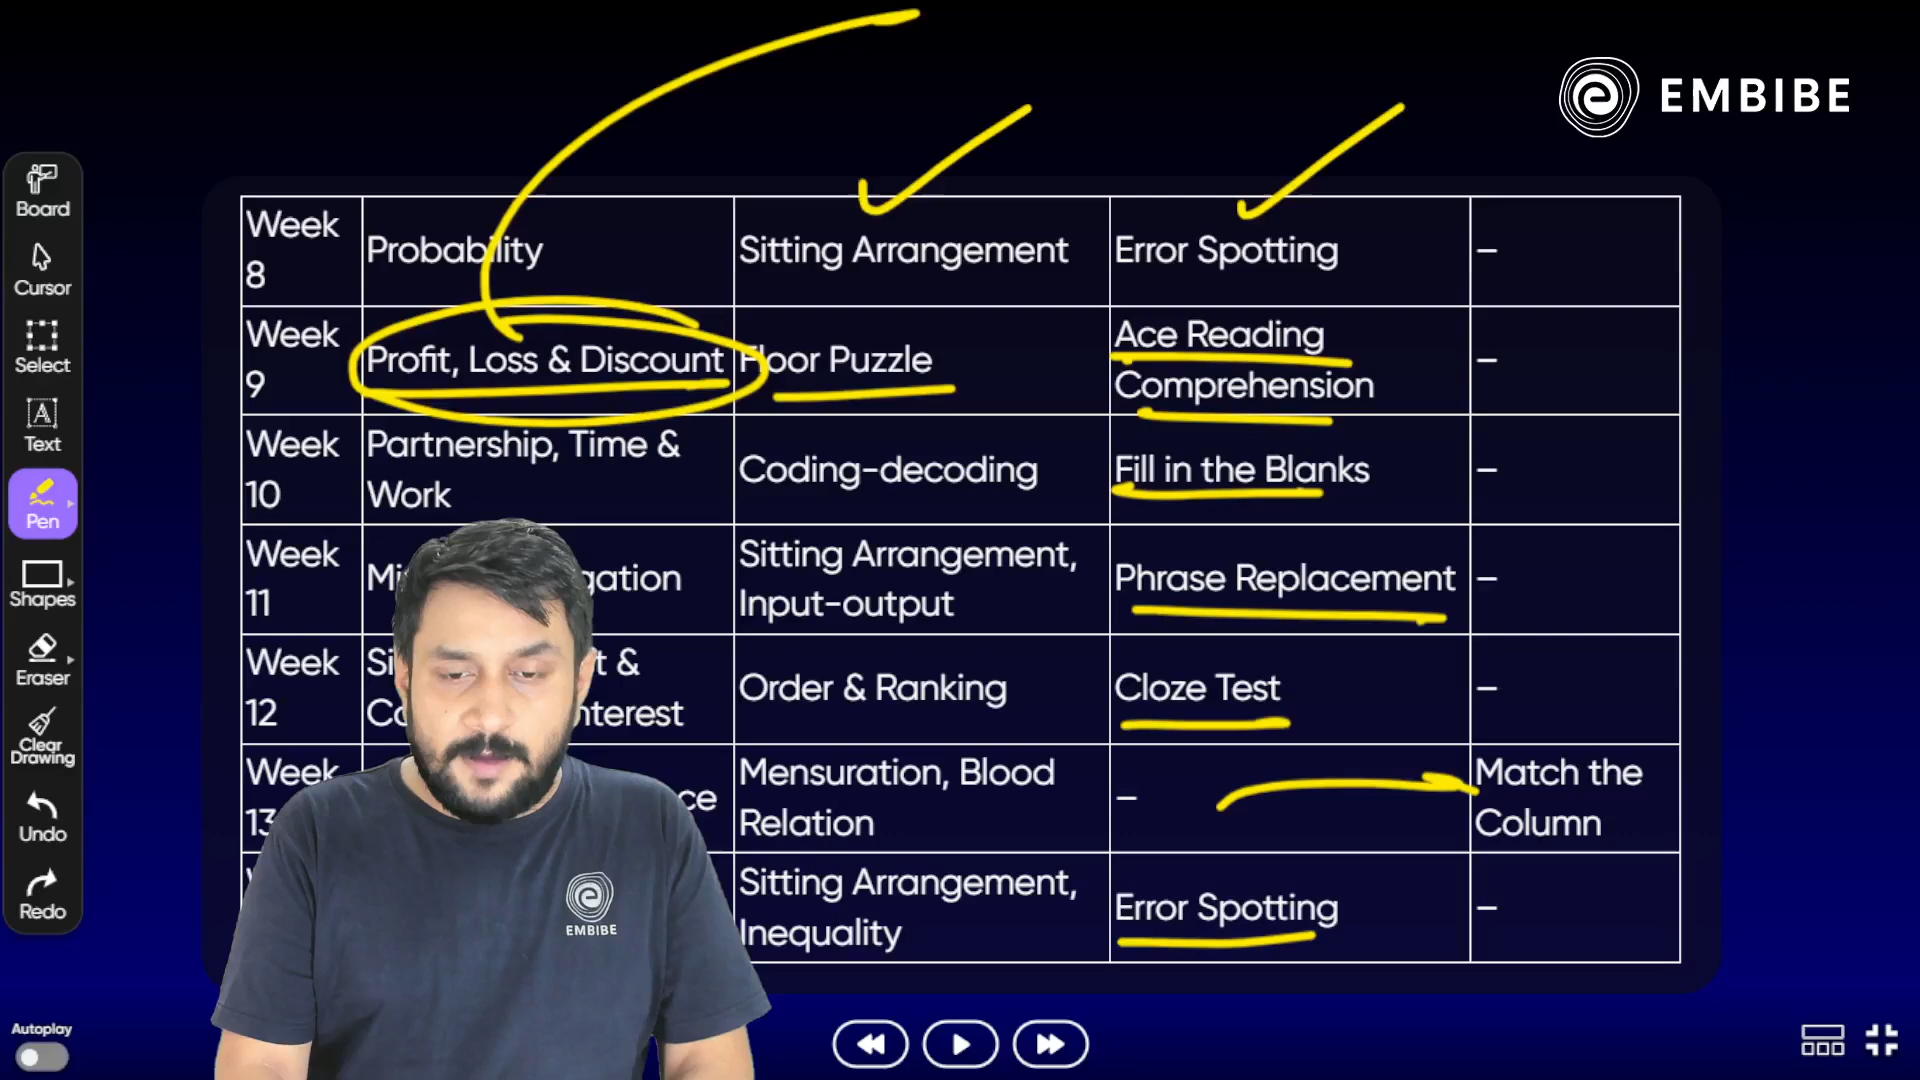 EMBIBE
Board
Cursor
Select
Text
Pen
Shapes
Eraser
Clear
Drawing
Undo
Redo
Autoplay
Week
8
Probability
Sitting Arrangement
Error Spotting
–
Week
9
Profit, Loss & Discount
Floor Puzzle
Ace Reading
Comprehension
–
Week
10
Partnership, Time &
Work
Coding-decoding
Fill in the Blanks
–
Week
11
Sitting Arrangement,
Input-output
Phrase Replacement
–
Week
12
&
Order & Ranking
Cloze Test
–
Week
13
Mensuration, Blood
Relation
–
Match the
Column
Sitting Arrangement,
Inequality
Error Spotting
–
EMBIBE